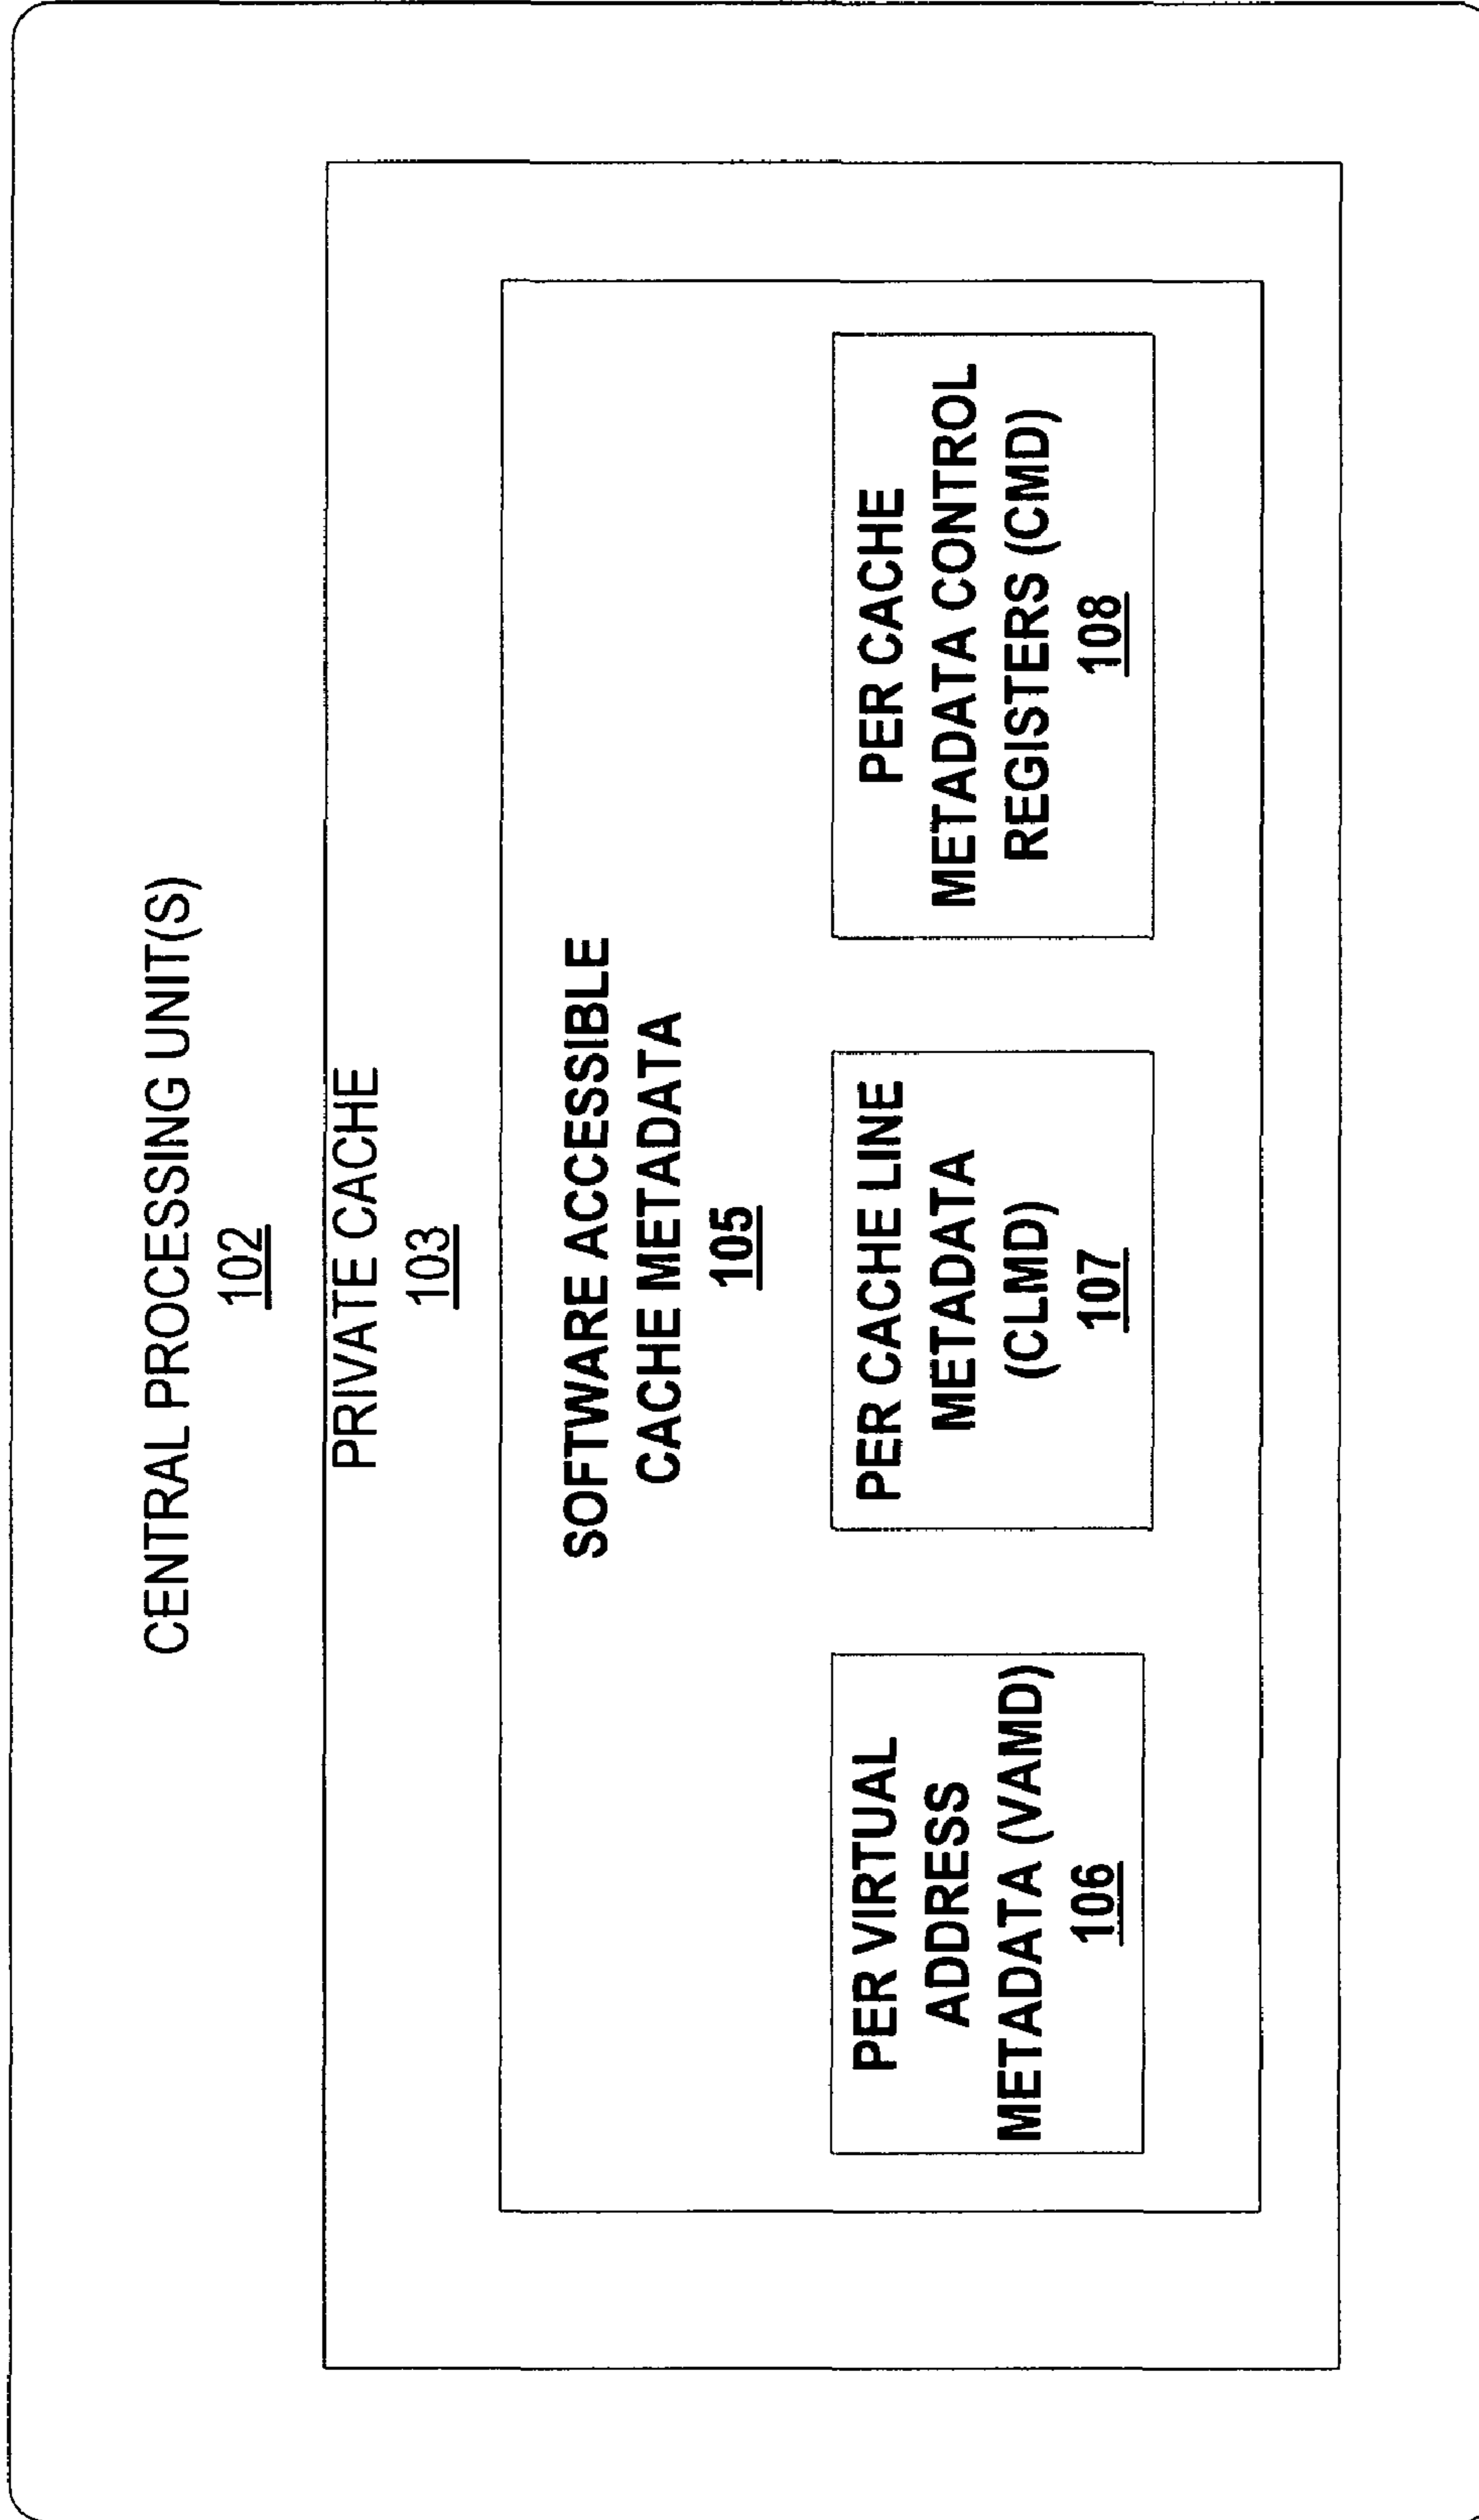 CENTRAL PROCESSING UNIT(S)
102
PRIVATE CACHE
103
SOFTWARE ACCESSIBLE
CACHE METADATA
105
PER VIRTUAL
ADDRESS
METADATA (VAMD)
106
PER CACHE LINE
METADATA
(CLMD)
107
PER CACHE
METADATA CONTROL
REGISTERS (CMD)
108